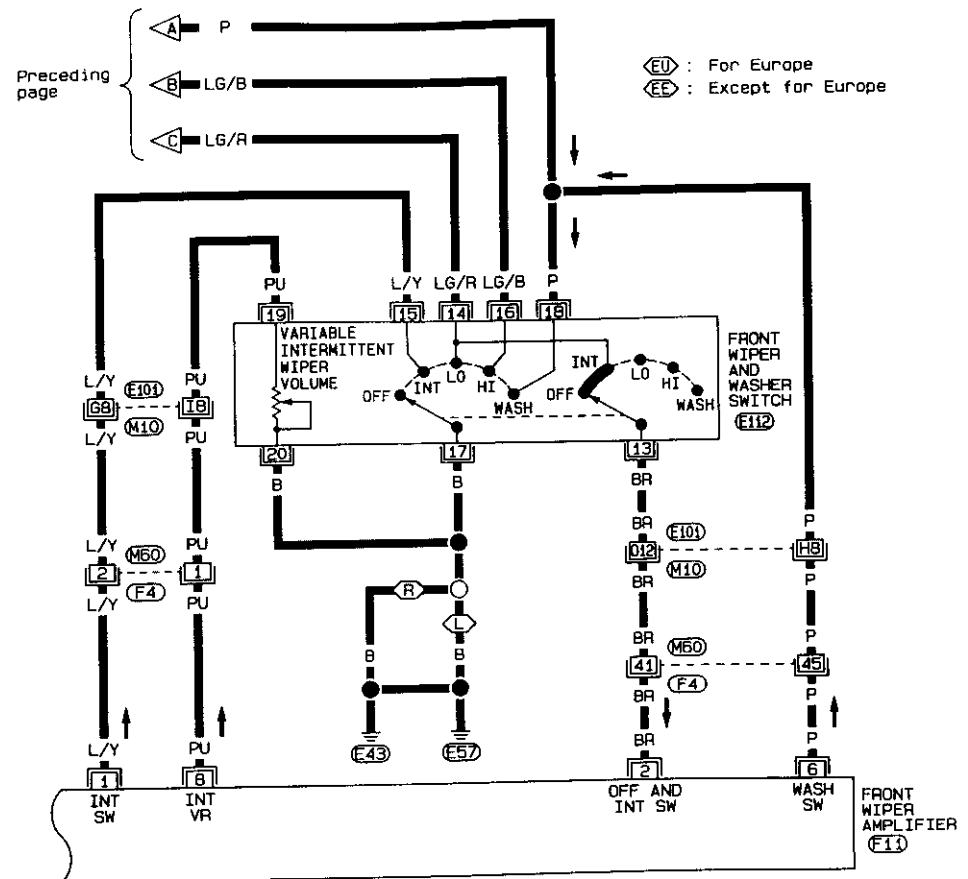 A P
Preceding page
B LG/B
C LG/R
EU : For Europe
EE : Except for Europe
PU L/Y LG/R LG/B P
19 15 14 16 18
VARIABLE
INTERMITTENT
WIPER
VOLUME
OFF INT LO HI WASH
OFF INT LO HI WASH
FRONT
WIPER
AND
WASHER
SWITCH
E112
20 17 13
B B BR
L/Y PU
G8 E101 I8
L/Y M10 PU
BR P
D12 E101 H8
BR M10 P
L/Y PU
2 M60 1
L/Y F4 PU
R
L
B B
BR P
41 M60 45
BR F4 P
E43 E57
L/Y PU BR P
1 8 2 6
INT
SW
INT
VR
OFF AND
INT SW
WASH
SW
FRONT
WIPER
AMPLIFIER
F11